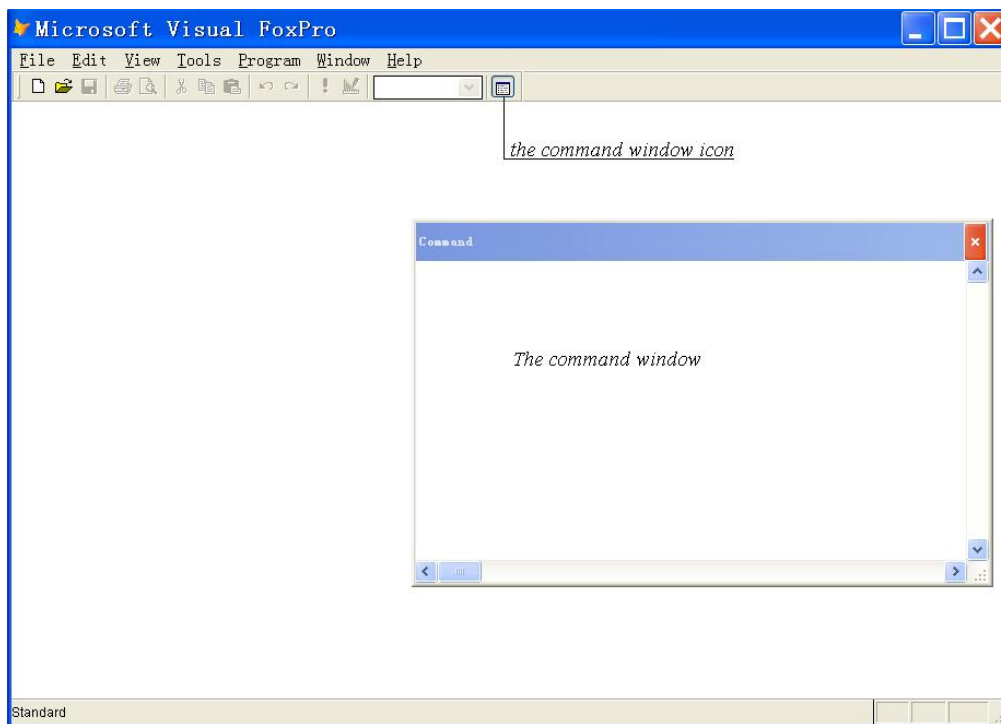 Microsoft Visual FoxPro
File Edit View Tools Program Window Help
the command window icon
Command
The command window
Standard